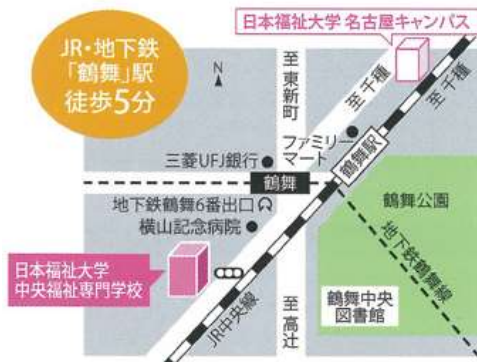 日本福祉大学 名古屋キャンパス
JR・地下鉄
「鶴舞」駅
徒歩5分
N
至東新町
至千種
至千種
ファミリー
マート
三菱UFJ銀行
鶴舞
鶴舞駅
地下鉄鶴舞6番出口
横山記念病院
鶴舞公園
地下鉄鶴舞線
日本福祉大学
中央福祉専門学校
JR中央線
至高辻
鶴舞中央
図書館